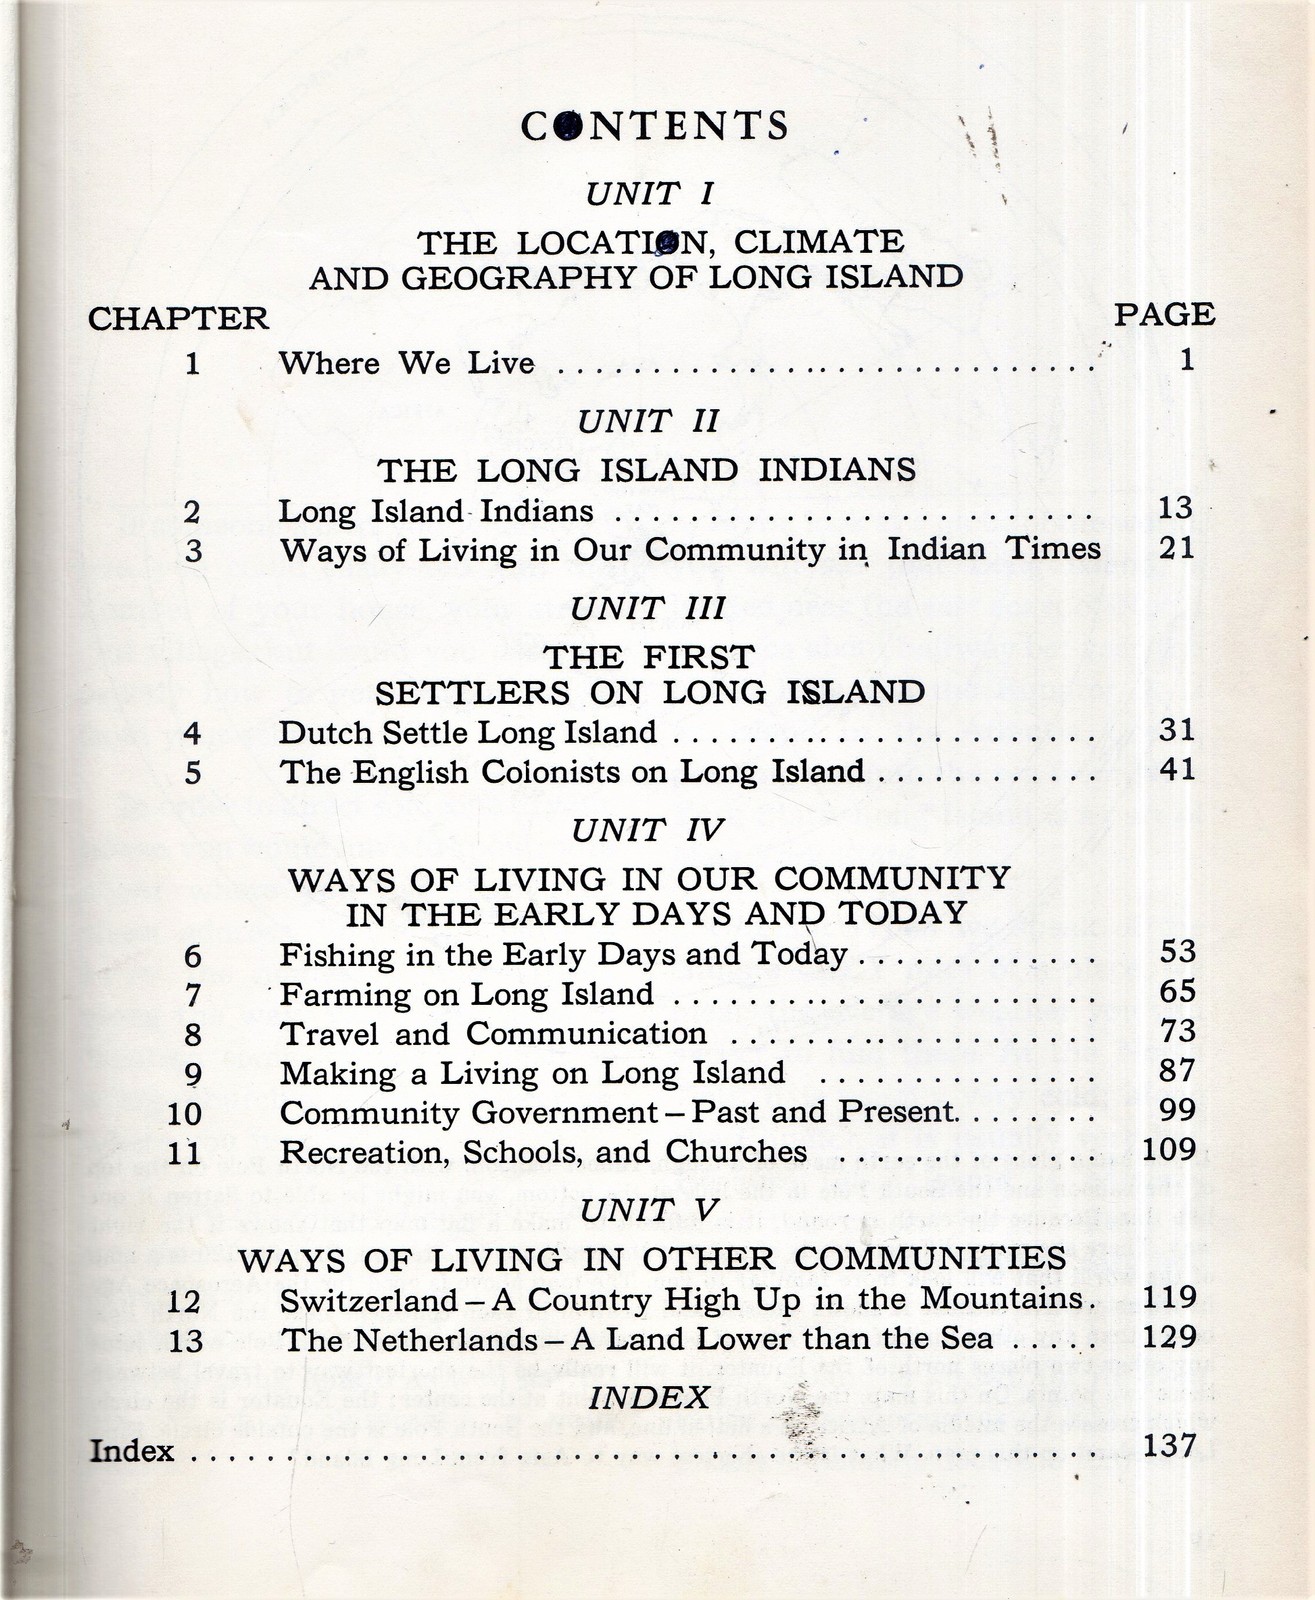 CONTENTS
UNIT I
THE LOCATION, CLIMATE
AND GEOGRAPHY OF LONG ISLAND
CHAPTER PAGE
1 Where We Live .............................. 1
UNIT II
THE LONG ISLAND INDIANS
2 Long Island Indians ......................... 13
3 Ways of Living in Our Community in Indian Times 21
UNIT III
THE FIRST
SETTLERS ON LONG ISLAND
4 Dutch Settle Long Island ....................... 31
5 The English Colonists on Long Island ............ 41
UNIT IV
WAYS OF LIVING IN OUR COMMUNITY
IN THE EARLY DAYS AND TODAY
6 Fishing in the Early Days and Today ............. 53
7 Farming on Long Island ....................... 65
8 Travel and Communication .................... 73
9 Making a Living on Long Island ............... 87
10 Community Government – Past and Present. ....... 99
11 Recreation, Schools, and Churches .............. 109
UNIT V
WAYS OF LIVING IN OTHER COMMUNITIES
12 Switzerland – A Country High Up in the Mountains. 119
13 The Netherlands – A Land Lower than the Sea ..... 129
INDEX
Index ................................................ 137